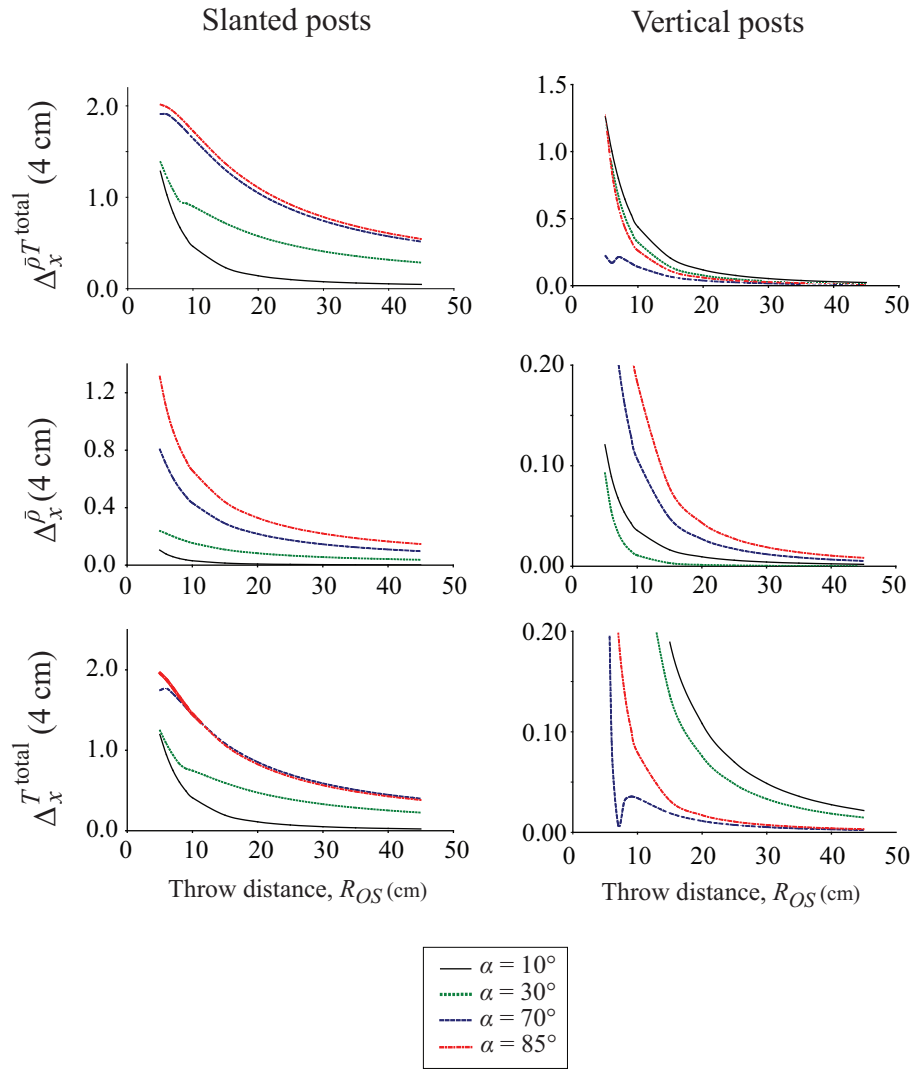 Slanted posts Vertical posts
Δ_x^{ρ̄ T total} (4 cm)
2.0
1.0
0.0
0 10 20 30 40 50
1.5
1.0
0.5
0.0
0 10 20 30 40 50
Δ_x^{ρ̄} (4 cm)
1.2
0.8
0.4
0.0
0 10 20 30 40 50
0.20
0.10
0.00
0 10 20 30 40 50
Δ_x^{T total} (4 cm)
2.0
1.0
0.0
0 10 20 30 40 50
Throw distance, R_OS (cm)
0.20
0.10
0.00
0 10 20 30 40 50
Throw distance, R_OS (cm)
α = 10°
α = 30°
α = 70°
α = 85°